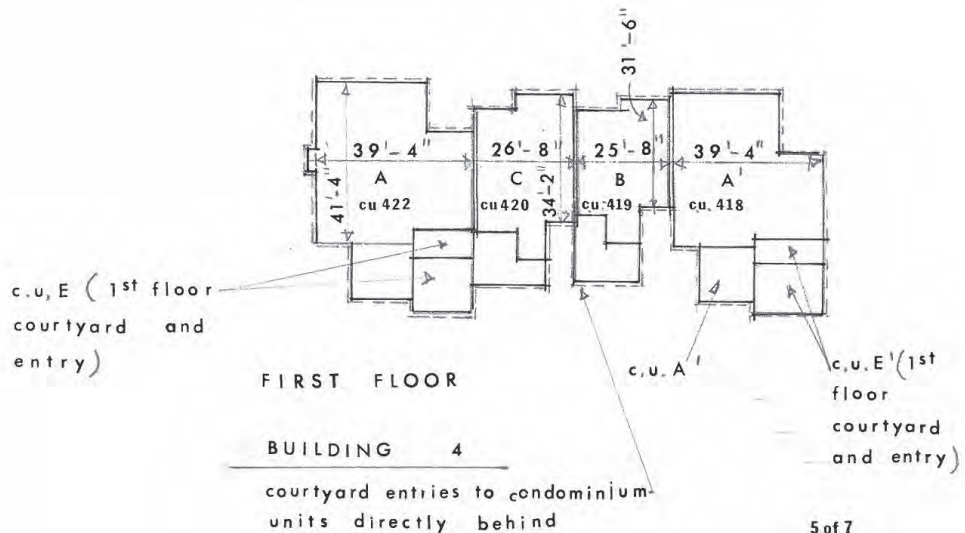 31'-6"
39'-4"
26'-8"
25'-8"
39'-4"
A
C
B
A'
41'-4"
34'-2"
cu 422
cu 420
cu. 419
cu. 418
c.u, E ( 1st floor
courtyard and
entry)
c,u. A'
c,u. E' (1st
floor
courtyard
and entry)
FIRST FLOOR
BUILDING 4
courtyard entries to condominium
units directly behind
5 of 7